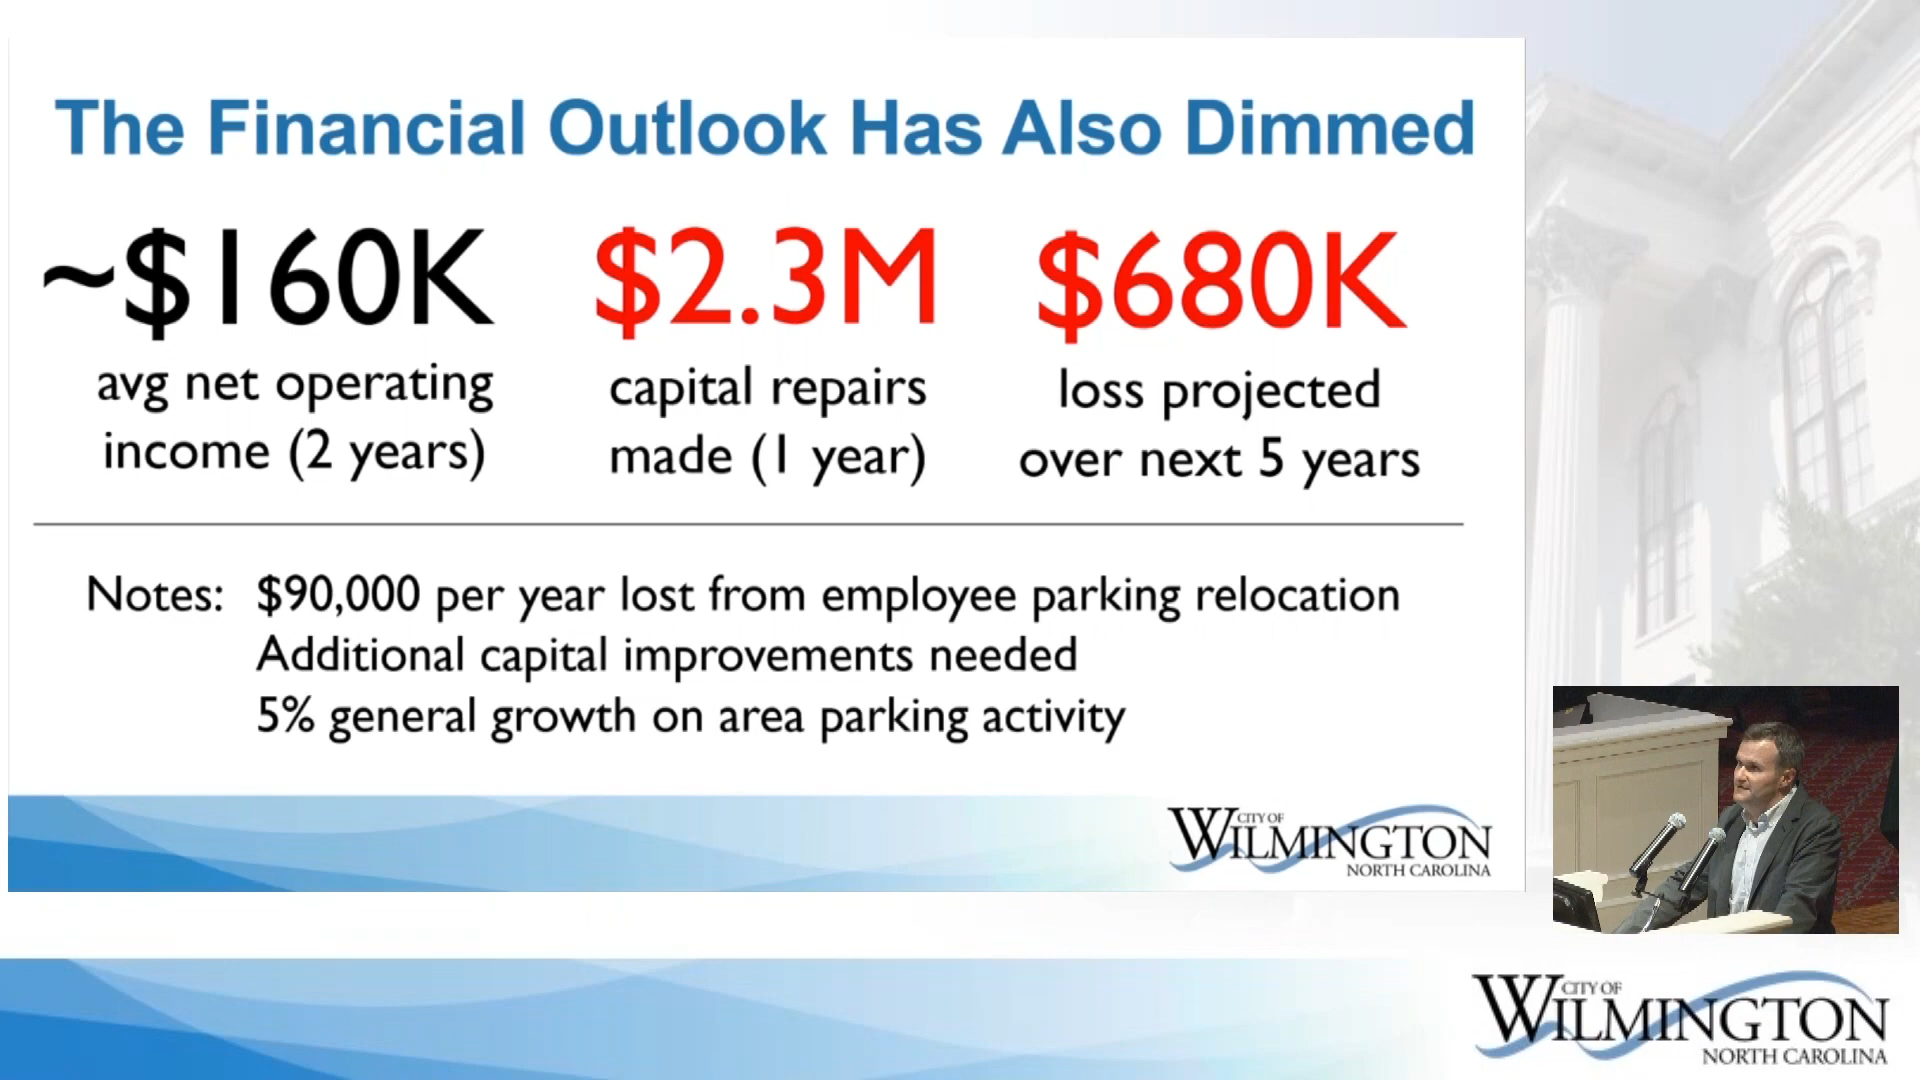 The Financial Outlook Has Also Dimmed
~$160K
avg net operating
income (2 years)
$2.3M
capital repairs
made (1 year)
$680K
loss projected
over next 5 years
Notes: $90,000 per year lost from employee parking relocation
Additional capital improvements needed
5% general growth on area parking activity
CITY OF
WILMINGTON
NORTH CAROLINA
CITY OF
WILMINGTON
NORTH CAROLINA